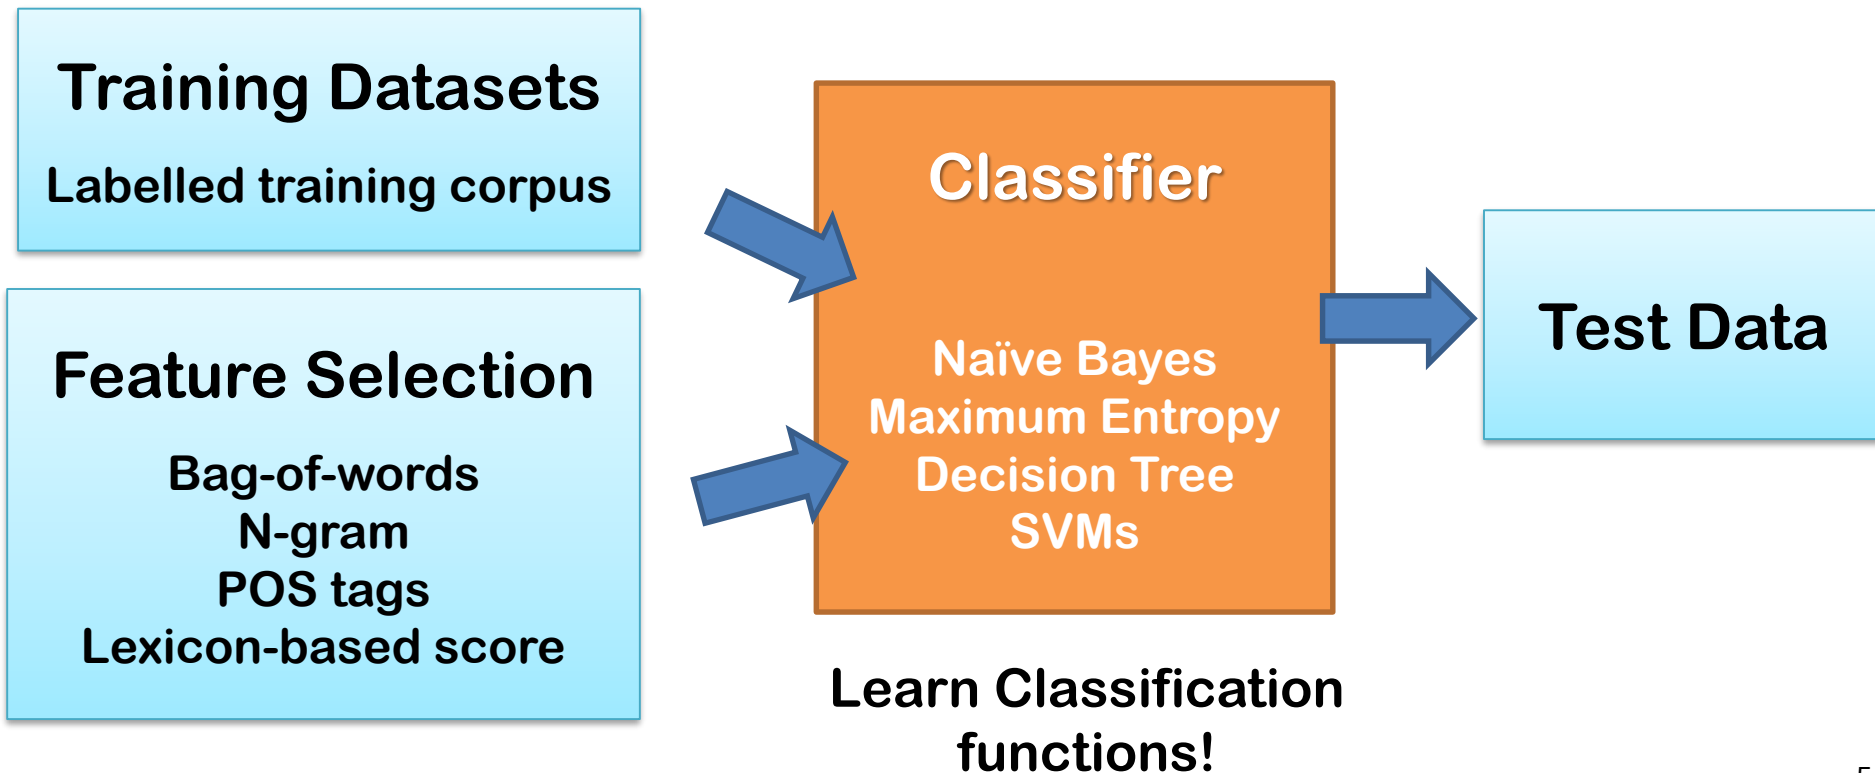 Training Datasets
Labelled training corpus
Feature Selection
Bag-of-words
N-gram
POS tags
Lexicon-based score
Classifier
Naïve Bayes
Maximum Entropy
Decision Tree
SVMs
Learn Classification
functions!
Test Data